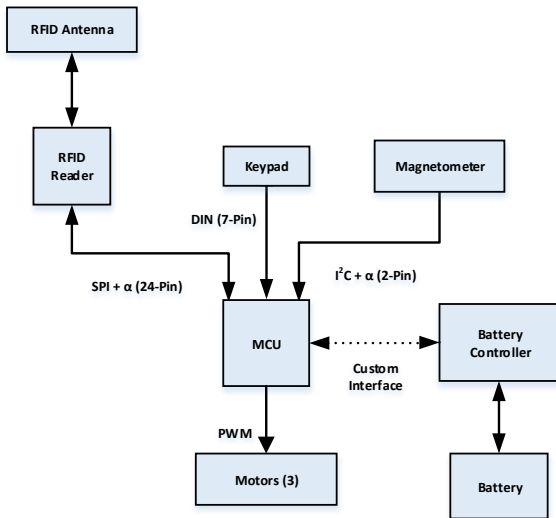 RFID Antenna
RFID
Reader
Keypad
Magnetometer
DIN (7-Pin)
SPI + α (24-Pin)
I²C + α (2-Pin)
MCU
Custom
Interface
Battery
Controller
PWM
Motors (3)
Battery